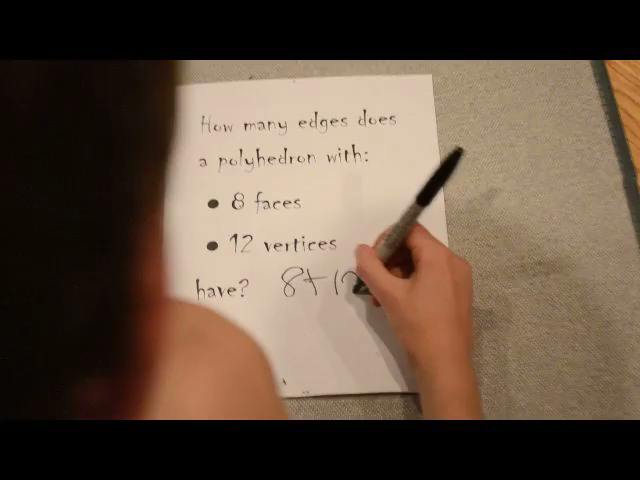 How many edges does
a polyhedron with:
• 8 faces
• 12 vertices
have? 8+12